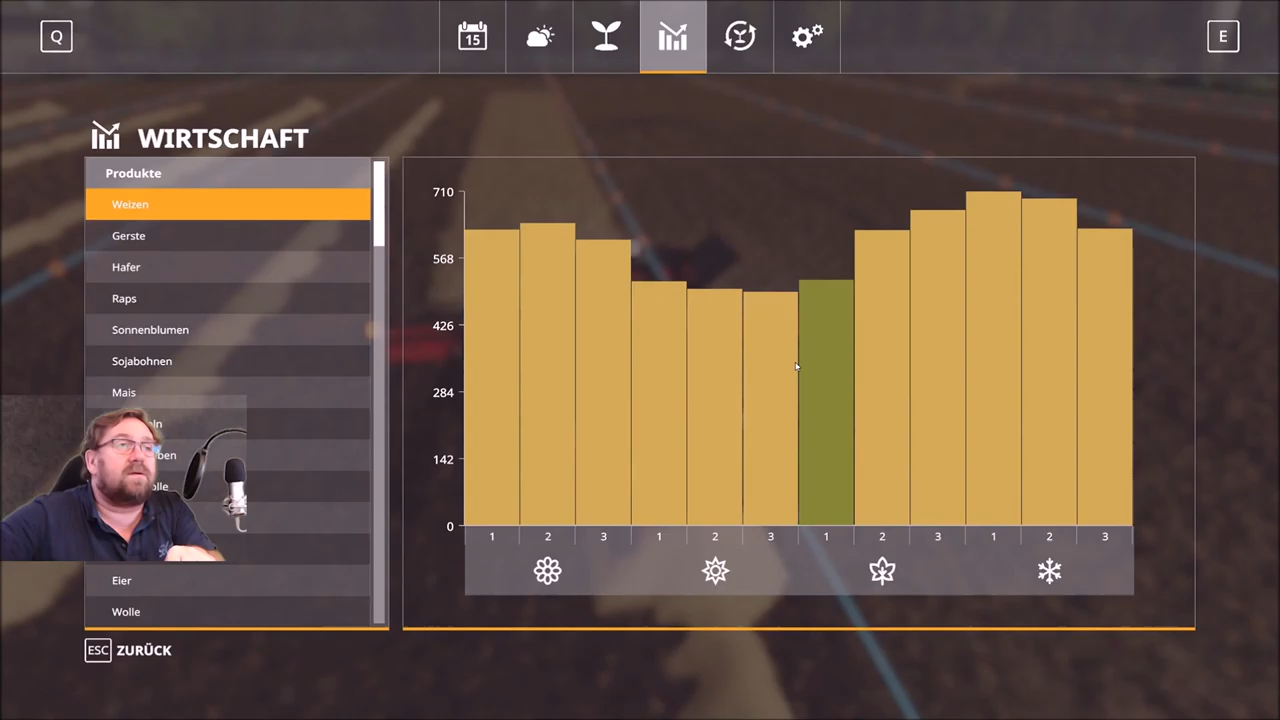 Q
15
E
WIRTSCHAFT
Produkte
Weizen
Gerste
Hafer
Raps
Sonnenblumen
Sojabohnen
Mais
Eier
Wolle
ESC ZURÜCK
710
568
426
284
142
0
1 2 3 1 2 3 1 2 3 1 2 3